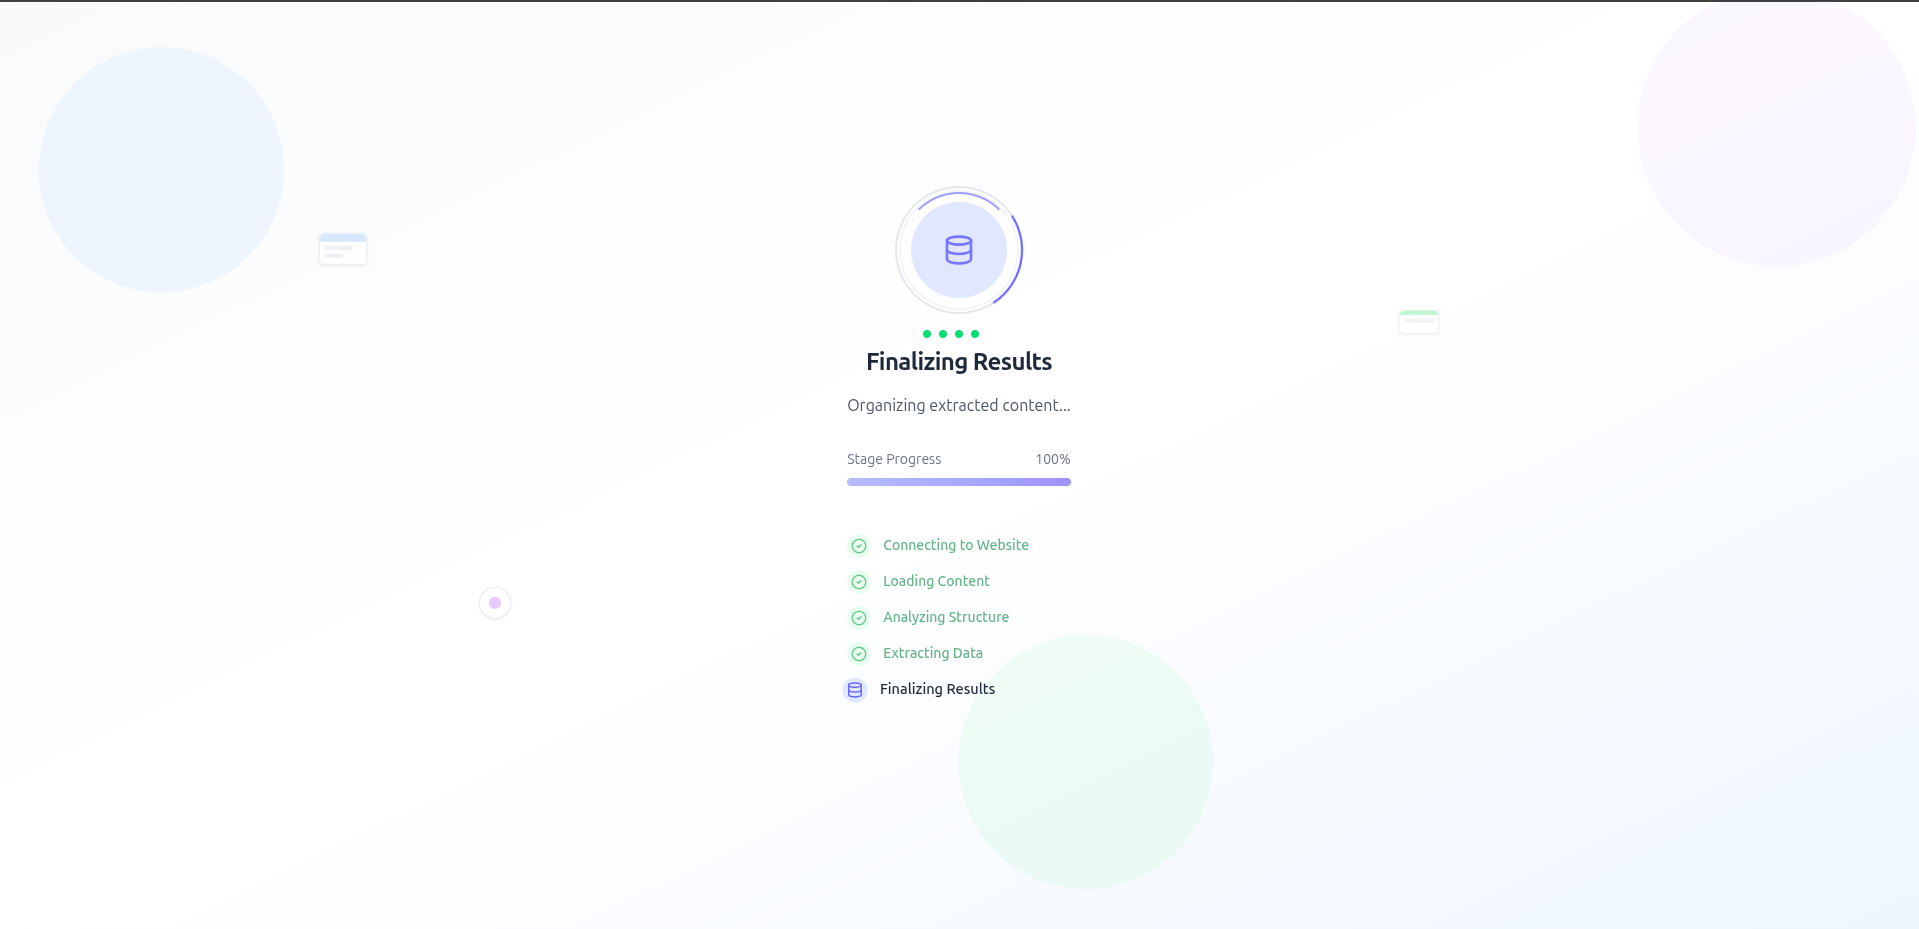 Finalizing Results
Organizing extracted content...
Stage Progress 100%
Connecting to Website
Loading Content
Analyzing Structure
Extracting Data
Finalizing Results